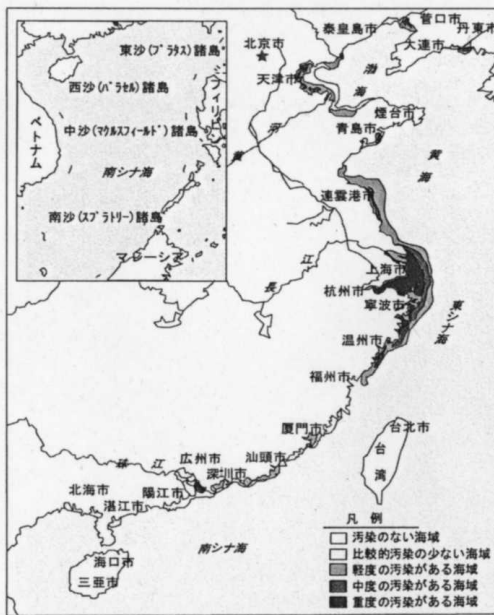 東沙(プラタス)諸島
西沙(パラセル)諸島
中沙(マクルスフィールド)諸島
フィリピン
ベトナム
南シナ海
南沙(スプラトリー)諸島
マレーシア
北京市
天津市
秦皇島市
営口市
丹東市
大連市
渤海
煙台市
青島市
黄海
黄河
連雲港市
上海市
杭州市
寧波市
長江
東シナ海
温州市
福州市
厦門市
台北市
台湾
珠江
広州市
深圳市
汕頭市
陽江市
湛江市
北海市
海口市
三亜市
南シナ海
凡例
汚染のない海域
比較的汚染の少ない海域
軽度の汚染がある海域
中度の汚染がある海域
重度の汚染がある海域